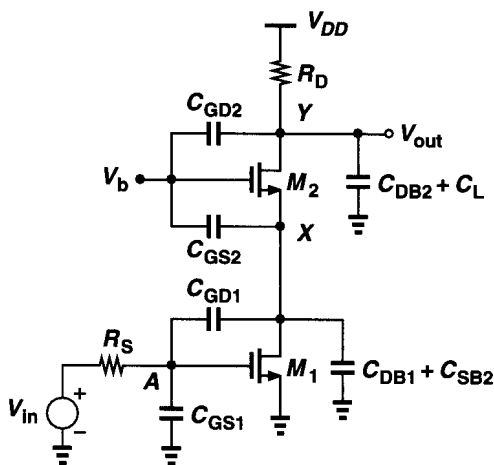 V_DD
R_D
C_GD2
Y
V_out
V_b
M_2
C_DB2 + C_L
C_GS2
X
C_GD1
R_S
A
M_1
C_DB1 + C_SB2
V_in
+
−
C_GS1